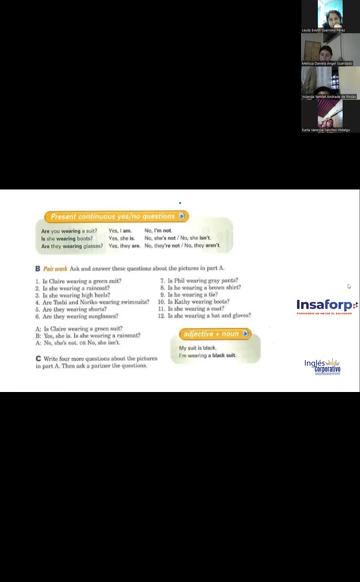 Present continuous yes/no questions
Are you wearing a suit? Yes, I am. No, I'm not.
Is she wearing boots? Yes, she is. No, she's not / No, she isn't.
Are they wearing glasses? Yes, they are. No, they're not / No, they aren't.
B Pair work Ask and answer these questions about the pictures in part A.
1. Is Claire wearing a green suit?
2. Is she wearing a raincoat?
3. Is she wearing high heels?
4. Are Toshi and Noriko wearing swimsuits?
5. Are they wearing shorts?
6. Are they wearing sunglasses?
7. Is Phil wearing gray pants?
8. Is he wearing a brown shirt?
9. Is he wearing a tie?
10. Is Kathy wearing boots?
11. Is she wearing a coat?
12. Is she wearing a hat and gloves?
A: Is Claire wearing a green suit?
B: Yes, she is. Is she wearing a raincoat?
A: No, she's not. OR No, she isn't.
adjective + noun
My suit is black.
I'm wearing a black suit.
C Write four more questions about the pictures
in part A. Then ask a partner the questions.
Insaforp
Inglés
Corporativo